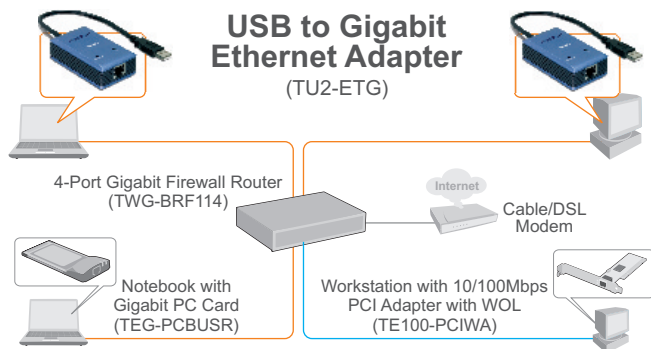 USB to Gigabit
Ethernet Adapter
(TU2-ETG)
4-Port Gigabit Firewall Router
(TWG-BRF114)
Internet
Cable/DSL
Modem
Notebook with
Gigabit PC Card
(TEG-PCBUSR)
Workstation with 10/100Mbps
PCI Adapter with WOL
(TE100-PCIWA)